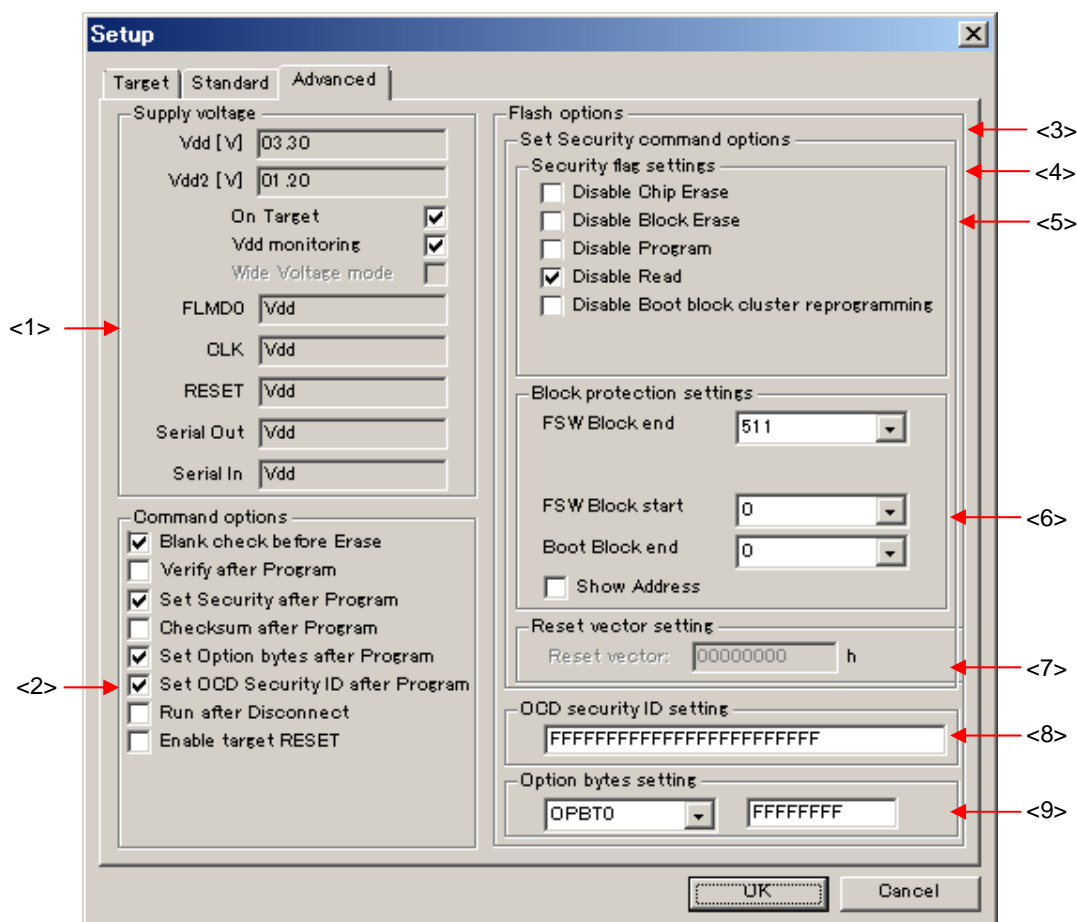 Setup
Target
Standard
Advanced
Supply voltage
Vdd [V] 03.30
Vdd2 [V] 01.20
On Target
Vdd monitoring
Wide Voltage mode
FLMD0 Vdd
CLK Vdd
RESET Vdd
Serial Out Vdd
Serial In Vdd
<1>
Command options
Blank check before Erase
Verify after Program
Set Security after Program
Checksum after Program
Set Option bytes after Program
Set OCD Security ID after Program
Run after Disconnect
Enable target RESET
<2>
Flash options
<3>
Set Security command options
Security flag settings
<4>
Disable Chip Erase
Disable Block Erase
<5>
Disable Program
Disable Read
Disable Boot block cluster reprogramming
Block protection settings
FSW Block end 511
FSW Block start 0
<6>
Boot Block end 0
Show Address
Reset vector setting
Reset vector: 00000000 h
<7>
OCD security ID setting
FFFFFFFFFFFFFFFFFFFFFFFF
<8>
Option bytes setting
OPBT0 FFFFFFFF
<9>
OK
Cancel